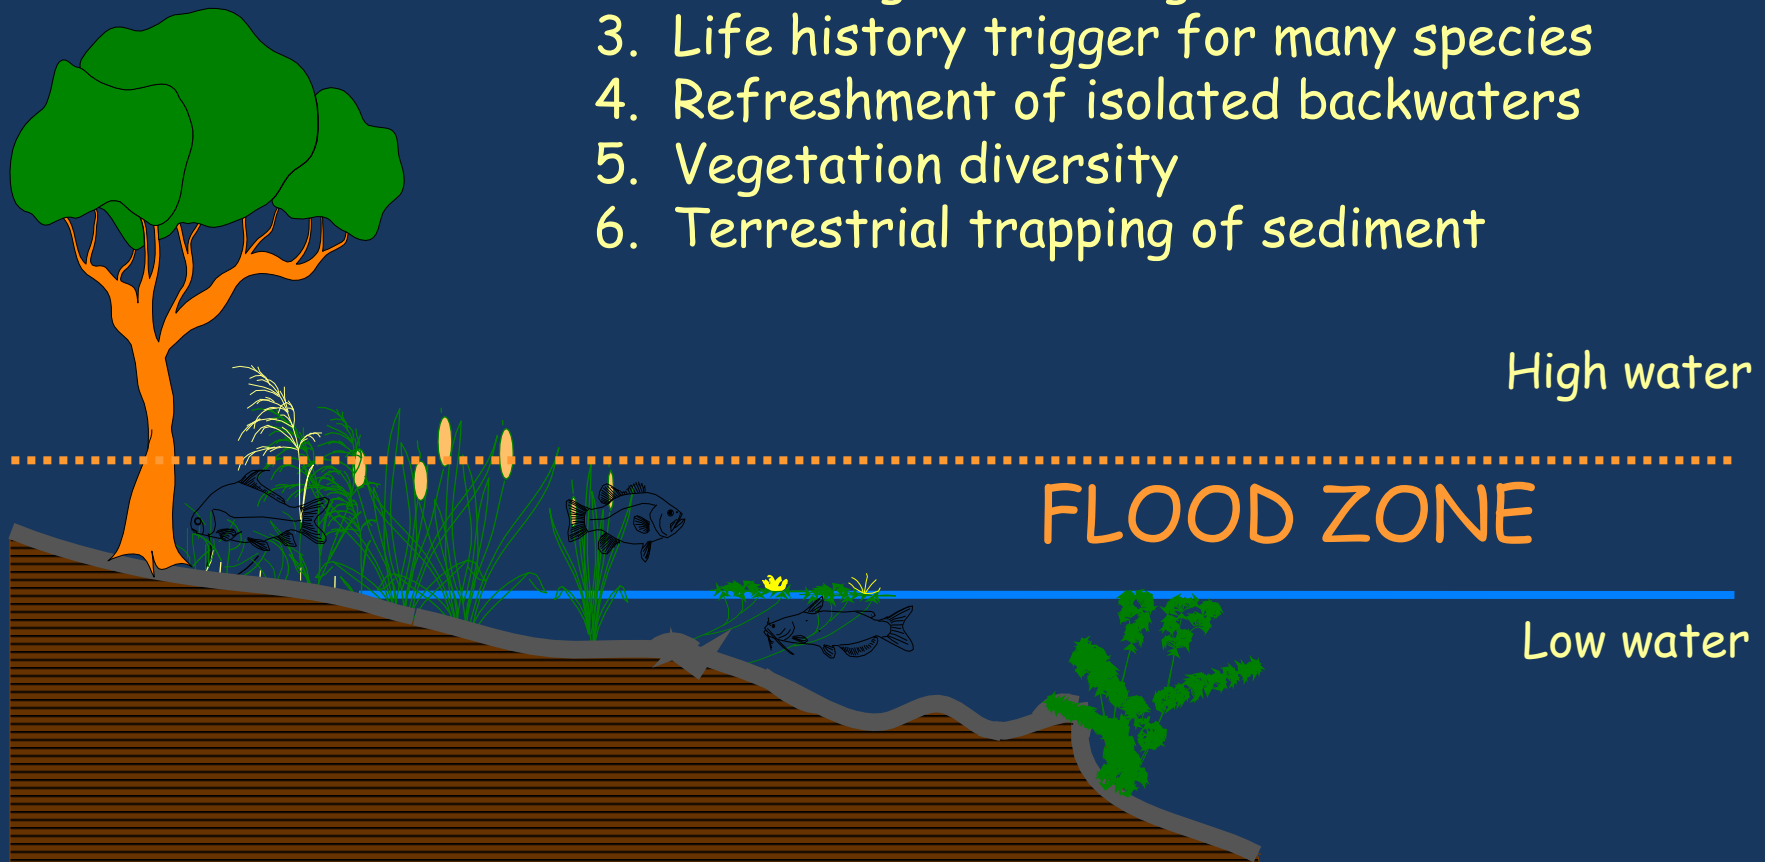 3. Life history trigger for many species
4. Refreshment of isolated backwaters
5. Vegetation diversity
6. Terrestrial trapping of sediment
High water
FLOOD ZONE
Low water